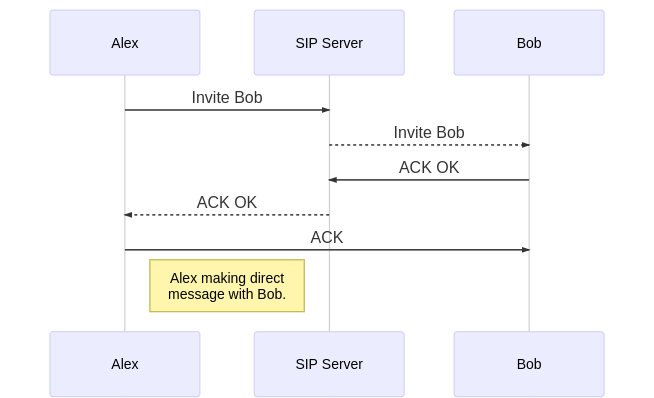 Alex
SIP Server
Bob
Invite Bob
Invite Bob
ACK OK
ACK OK
ACK
Alex making direct
message with Bob.
Alex
SIP Server
Bob